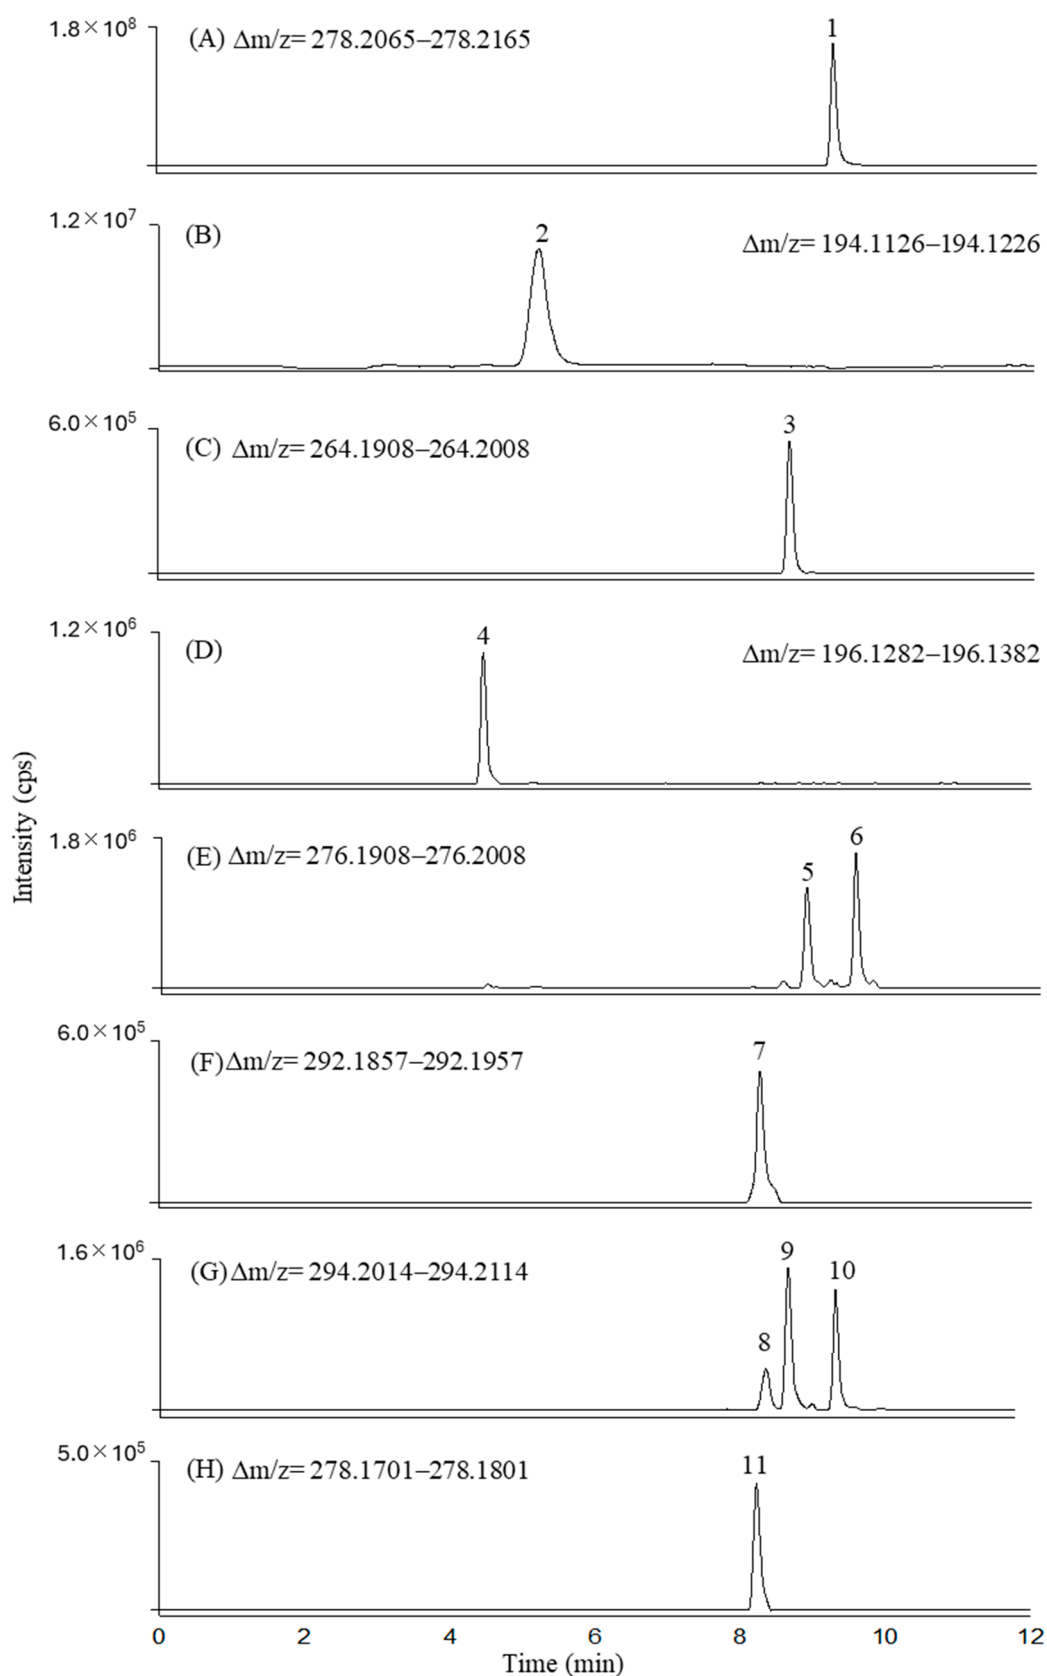 1.8×10⁸
(A) Δm/z= 278.2065–278.2165
1
1.2×10⁷
(B)
2
Δm/z= 194.1126–194.1226
6.0×10⁵
(C) Δm/z= 264.1908–264.2008
3
1.2×10⁶
(D)
4
Δm/z= 196.1282–196.1382
Intensity (cps)
1.8×10⁶
(E) Δm/z= 276.1908–276.2008
5
6
6.0×10⁵
(F) Δm/z= 292.1857–292.1957
7
1.6×10⁶
(G) Δm/z= 294.2014–294.2114
8
9
10
5.0×10⁵
(H) Δm/z= 278.1701–278.1801
11
0 2 4 6 8 10 12
Time (min)